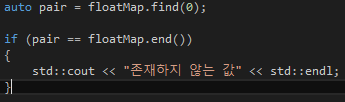 auto pair = floatMap.find(0);
if (pair == floatMap.end())
{
std::cout << "존재하지 않는 값" << std::endl;
}